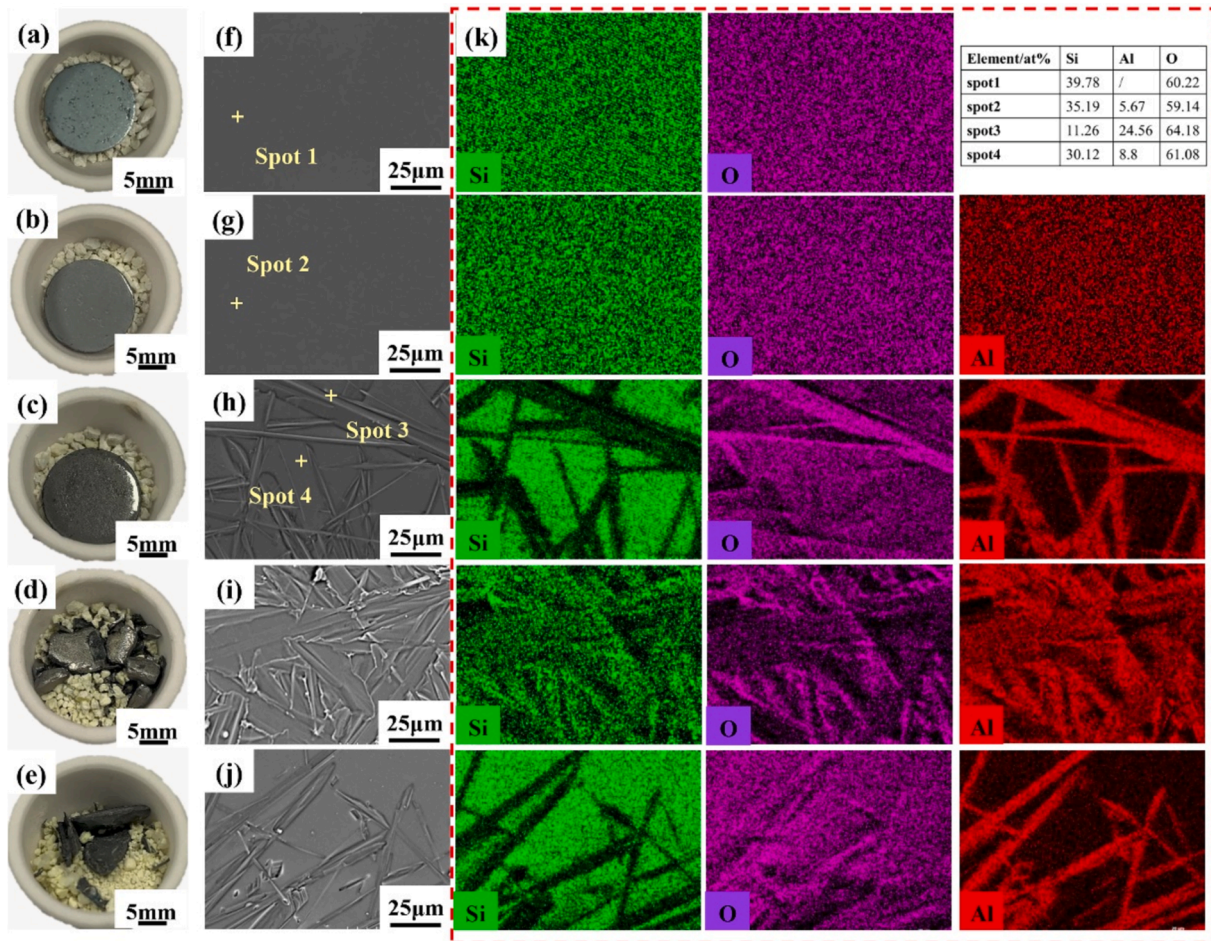 (a)
5mm
(f)
Spot 1
25μm
(k)
Si
O
Element/at% Si Al O
spot1 39.78 / 60.22
spot2 35.19 5.67 59.14
spot3 11.26 24.56 64.18
spot4 30.12 8.8 61.08
(b)
5mm
(g)
Spot 2
25μm
Si
O
Al
(c)
5mm
(h)
Spot 3
Spot 4
25μm
Si
O
Al
(d)
5mm
(i)
25μm
Si
O
Al
(e)
5mm
(j)
25μm
Si
O
Al